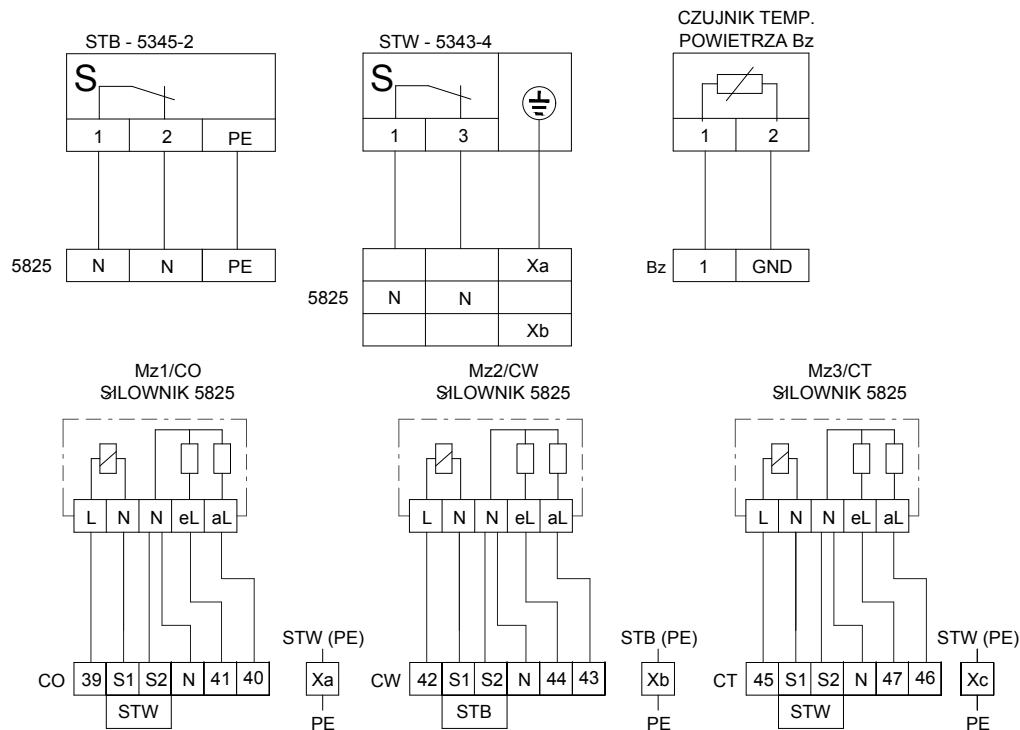 CZUJNIK TEMP.
POWIETRZA Bz
STB - 5345-2
STW - 5343-4
S
S
1 2 PE
1 3
1 2
5825 N N PE
Xa
5825 N N
Xb
Bz 1 GND
Mz1/CO
SIŁOWNIK 5825
Mz2/CW
SIŁOWNIK 5825
Mz3/CT
SIŁOWNIK 5825
L N N eL aL
L N N eL aL
L N N eL aL
STW (PE)
STB (PE)
STW (PE)
CO 39 S1 S2 N 41 40
Xa
CW 42 S1 S2 N 44 43
Xb
CT 45 S1 S2 N 47 46
Xc
STW
PE
STB
PE
STW
PE